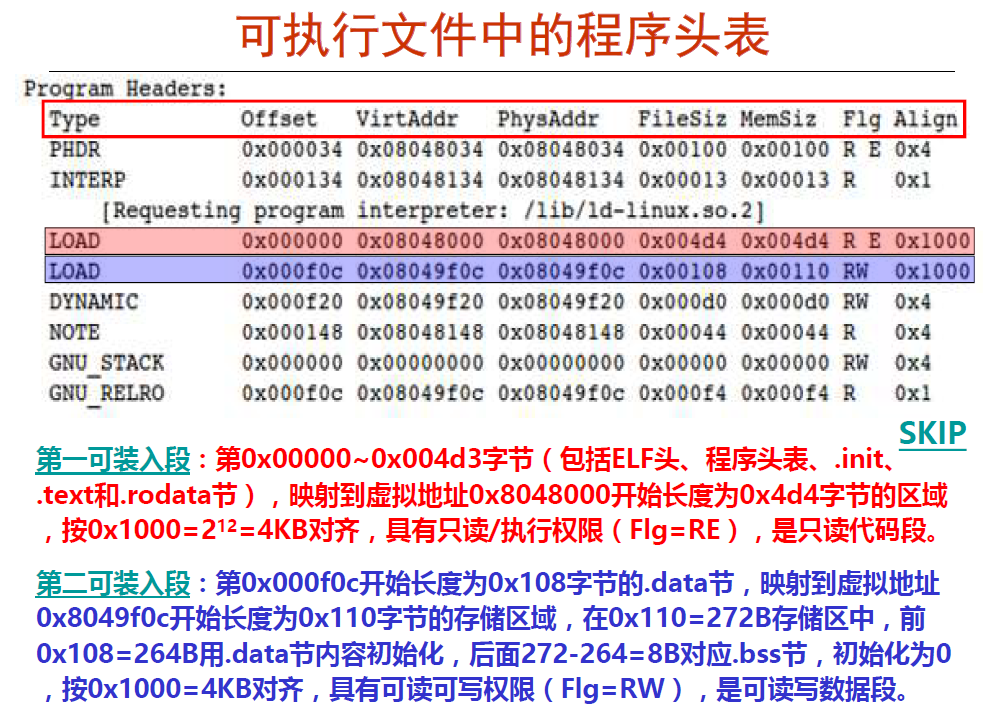 可执行文件中的程序头表
Program Headers:
Type Offset VirtAddr PhysAddr FileSiz MemSiz Flg Align
PHDR 0x000034 0x08048034 0x08048034 0x00100 0x00100 R E 0x4
INTERP 0x000134 0x08048134 0x08048134 0x00013 0x00013 R 0x1
[Requesting program interpreter: /lib/ld-linux.so.2]
LOAD 0x000000 0x08048000 0x08048000 0x004d4 0x004d4 R E 0x1000
LOAD 0x000f0c 0x08049f0c 0x08049f0c 0x00108 0x00110 RW 0x1000
DYNAMIC 0x000f20 0x08049f20 0x08049f20 0x000d0 0x000d0 RW 0x4
NOTE 0x000148 0x08048148 0x08048148 0x00044 0x00044 R 0x4
GNU_STACK 0x000000 0x00000000 0x00000000 0x00000 0x00000 RW 0x4
GNU_RELRO 0x000f0c 0x08049f0c 0x08049f0c 0x000f4 0x000f4 R 0x1
SKIP
第一可装入段：第0x00000~0x004d3字节（包括ELF头、程序头表、.init、
.text和.rodata节），映射到虚拟地址0x8048000开始长度为0x4d4字节的区域
，按0x1000=2¹²=4KB对齐，具有只读/执行权限（Flg=RE），是只读代码段。
第二可装入段：第0x000f0c开始长度为0x108字节的.data节，映射到虚拟地址
0x8049f0c开始长度为0x110字节的存储区域，在0x110=272B存储区中，前
0x108=264B用.data节内容初始化，后面272-264=8B对应.bss节，初始化为0
，按0x1000=4KB对齐，具有可读可写权限（Flg=RW），是可读写数据段。